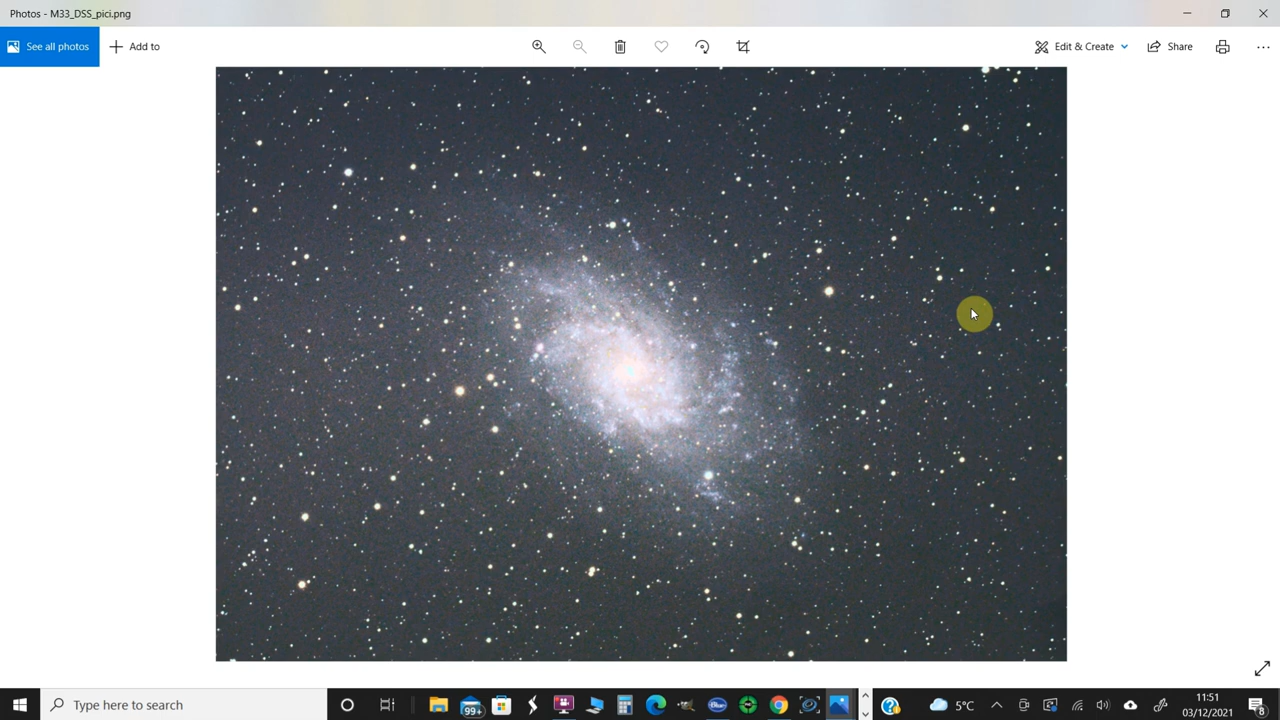 Photos - M33_DSS_pici.png
See all photos
Add to
Edit & Create
Share
Type here to search
99+
5°C
11:51
03/12/2021
8